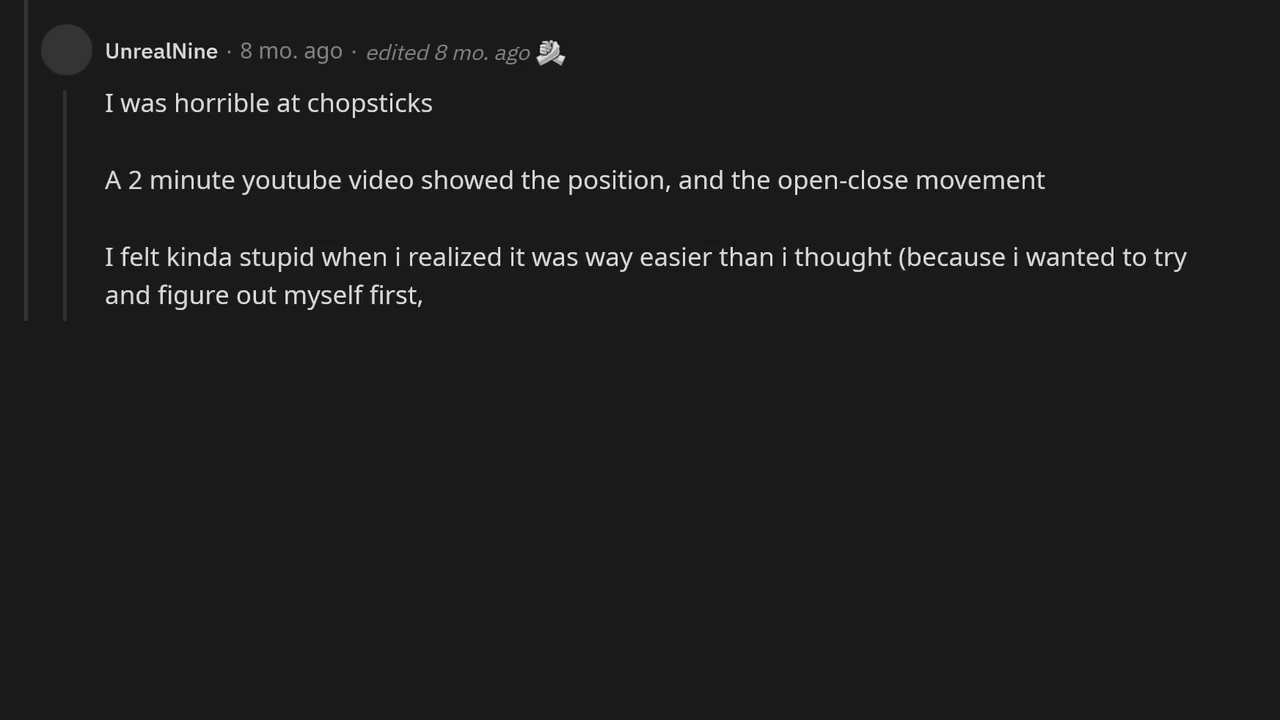 UnrealNine · 8 mo. ago · edited 8 mo. ago
I was horrible at chopsticks
A 2 minute youtube video showed the position, and the open-close movement
I felt kinda stupid when i realized it was way easier than i thought (because i wanted to try
and figure out myself first,